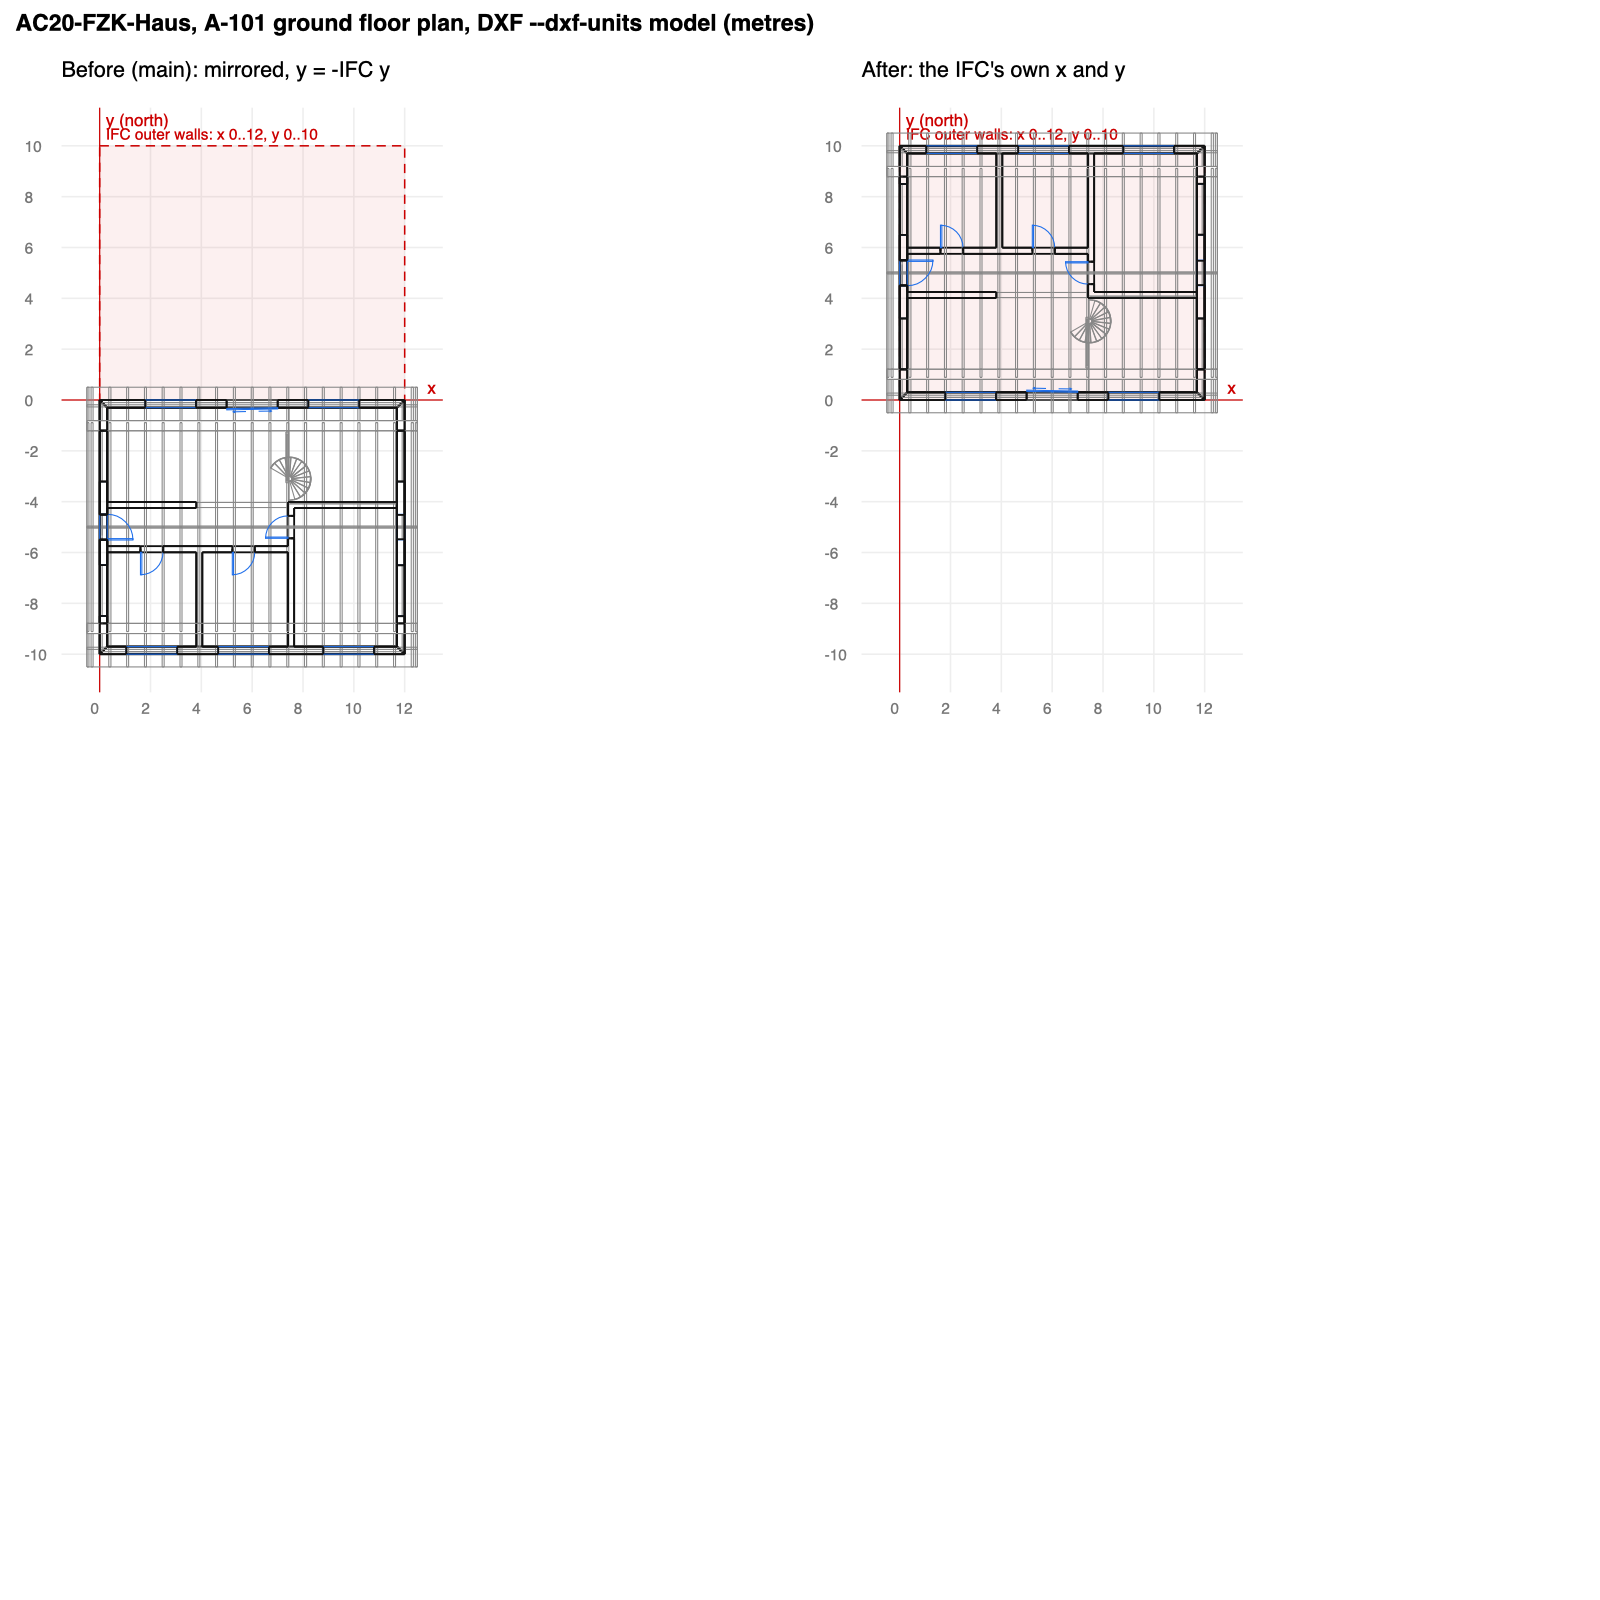 AC20-FZK-Haus, A-101 ground floor plan, DXF --dxf-units model (metres)
Before (main): mirrored, y = -IFC y
y (north)
IFC outer walls: x 0..12, y 0..10
10
8
6
4
2
x
0
-2
-4
-6
-8
-10
0 2 4 6 8 10 12
After: the IFC's own x and y
y (north)
IFC outer walls: x 0..12, y 0..10
10
8
6
4
2
x
0
-2
-4
-6
-8
-10
0 2 4 6 8 10 12